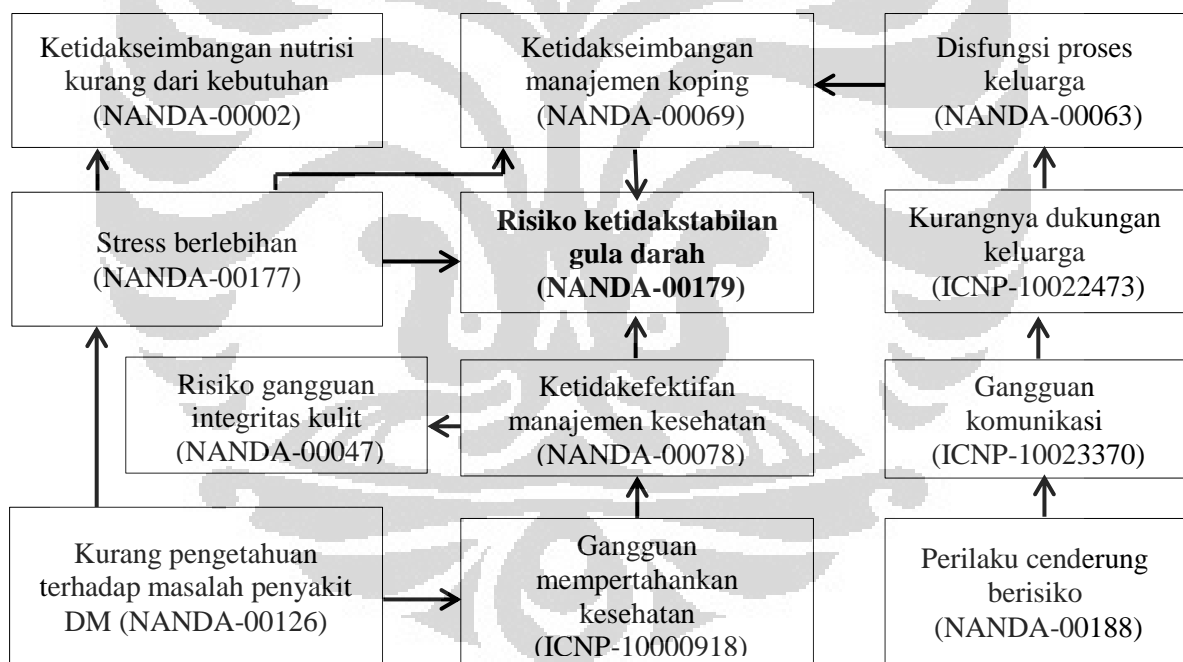 Ketidakseimbangan nutrisi
kurang dari kebutuhan
(NANDA-00002)
Ketidakseimbangan
manajemen koping
(NANDA-00069)
Disfungsi proses
keluarga
(NANDA-00063)
Stress berlebihan
(NANDA-00177)
Risiko ketidakstabilan
gula darah
(NANDA-00179)
Kurangnya dukungan
keluarga
(ICNP-10022473)
Risiko gangguan
integritas kulit
(NANDA-00047)
Ketidakefektifan
manajemen kesehatan
(NANDA-00078)
Gangguan
komunikasi
(ICNP-10023370)
Kurang pengetahuan
terhadap masalah penyakit
DM (NANDA-00126)
Gangguan
mempertahankan
kesehatan
(ICNP-10000918)
Perilaku cenderung
berisiko
(NANDA-00188)